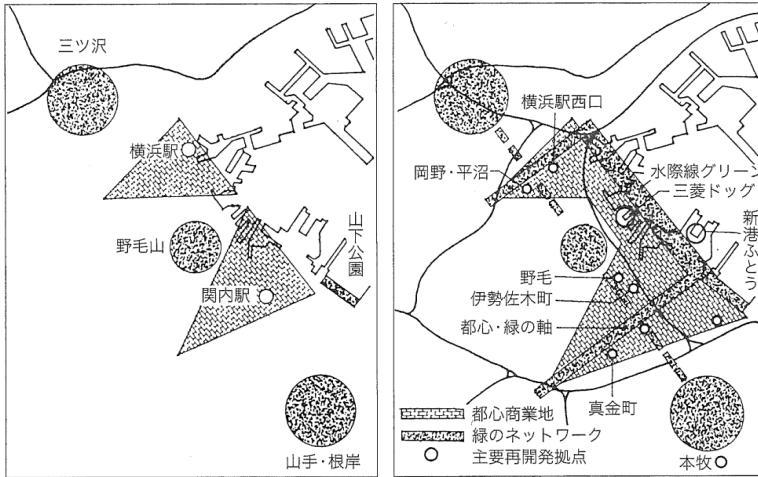 三ツ沢
横浜駅
野毛山
山下公園
関内駅
山手・根岸
横浜駅西口
岡野・平沼
水際線グリーン
三菱ドッグ
新港ふとう
野毛
伊勢佐木町
都心・緑の軸
真金町
都心商業地
緑のネットワーク
主要再開発拠点
本牧